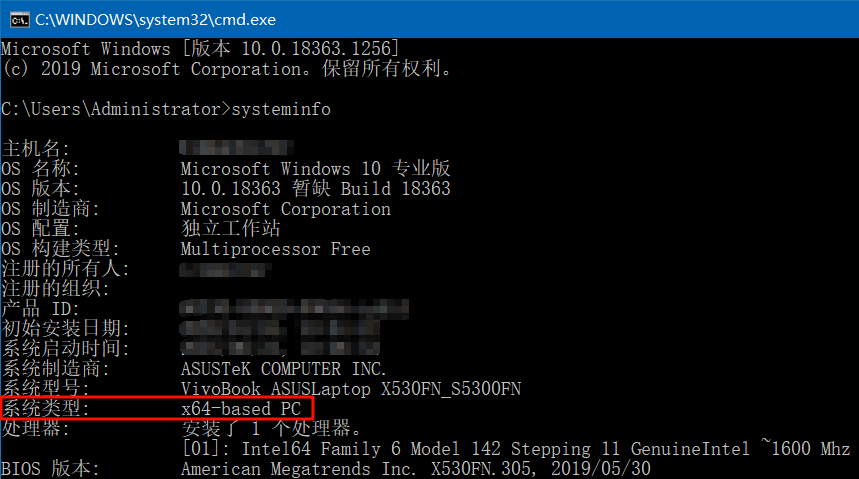 C:\WINDOWS\system32\cmd.exe
Microsoft Windows [版本 10.0.18363.1256]
(c) 2019 Microsoft Corporation。保留所有权利。
C:\Users\Administrator>systeminfo
主机名:
OS 名称: Microsoft Windows 10 专业版
OS 版本: 10.0.18363 暂缺 Build 18363
OS 制造商: Microsoft Corporation
OS 配置: 独立工作站
OS 构建类型: Multiprocessor Free
注册的所有人:
注册的组织:
产品 ID:
初始安装日期:
系统启动时间:
系统制造商: ASUSTeK COMPUTER INC.
系统型号: VivoBook_ASUSLaptop X530FN_S5300FN
系统类型: x64-based PC
处理器: 安装了 1 个处理器。
[01]: Intel64 Family 6 Model 142 Stepping 11 GenuineIntel ~1600 Mhz
BIOS 版本: American Megatrends Inc. X530FN.305, 2019/05/30